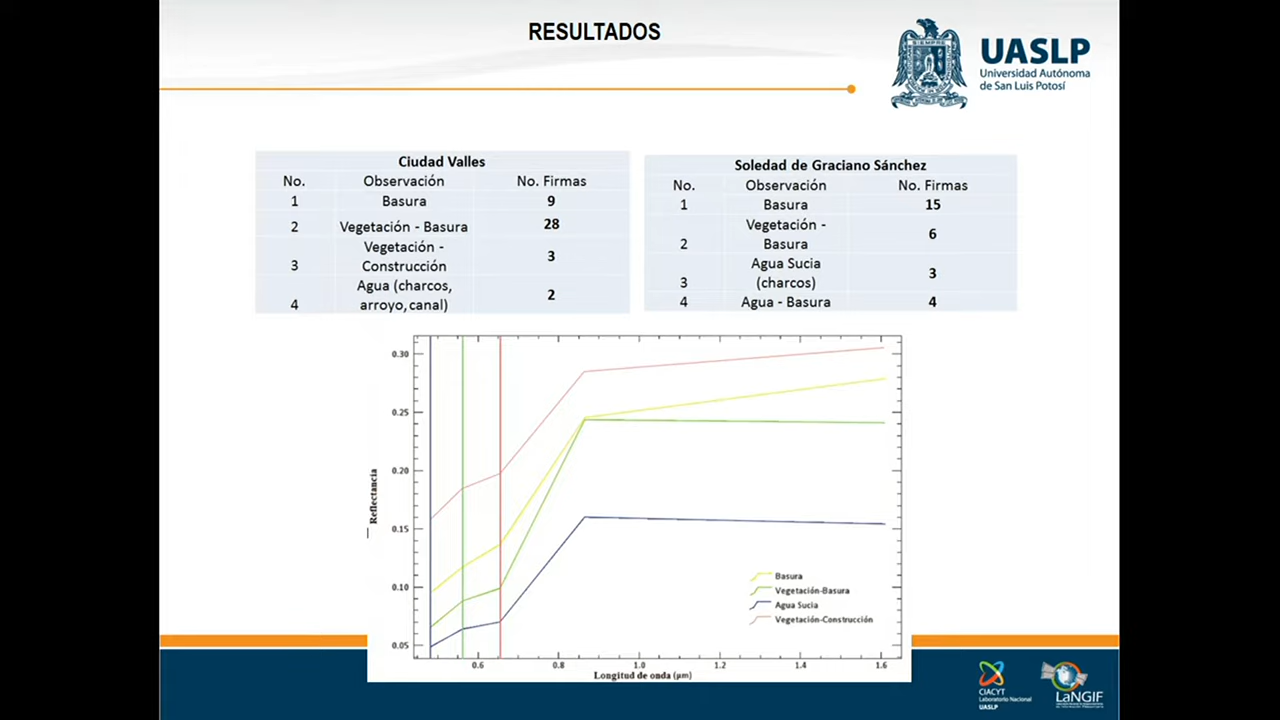 RESULTADOS
UASLP
Universidad Autónoma
de San Luis Potosí
Ciudad Valles
No. Observación No. Firmas
1 Basura 9
2 Vegetación - Basura 28
3 Vegetación -
Construcción 3
4 Agua (charcos,
arroyo,canal) 2
Soledad de Graciano Sánchez
No. Observación No. Firmas
1 Basura 15
2 Vegetación -
Basura 6
3 Agua Sucia
(charcos) 3
4 Agua - Basura 4
0.30
0.25
0.20
0.15
0.10
0.05
Reflectancia
Basura
Vegetación-Basura
Agua Sucia
Vegetación-Construcción
0.6 0.8 1.0 1.2 1.4 1.6
Longitud de onda (µm)
CIACYT
Laboratorio Nacional
UASLP
LaNGIF